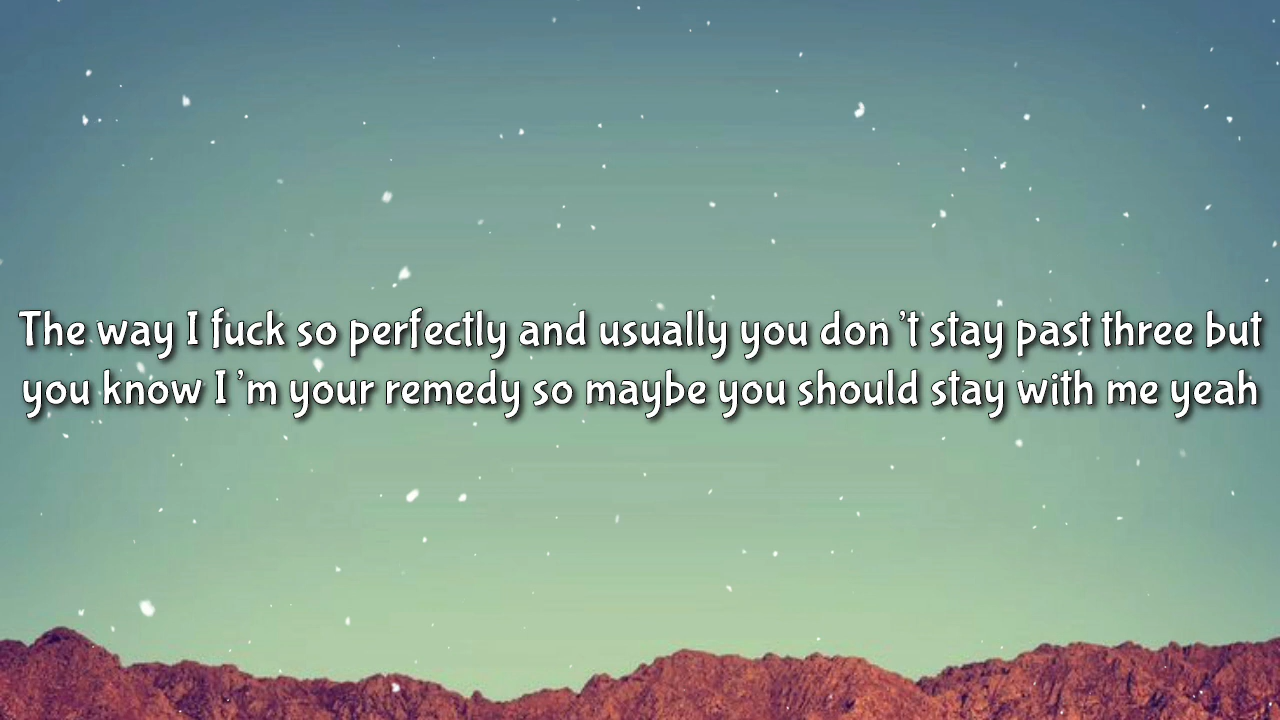 The way I fuck so perfectly and usually you don 't stay past three but
you know I 'm your remedy so maybe you should stay with me yeah